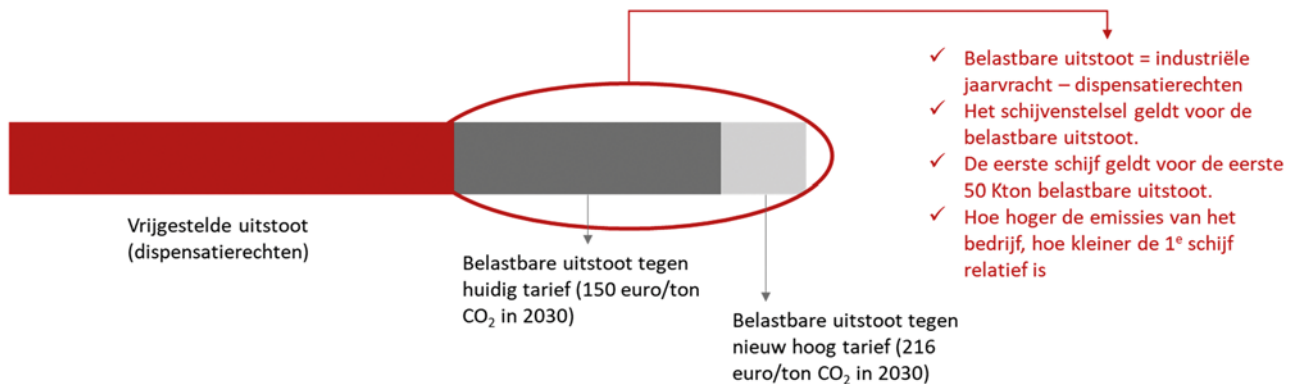 Vrijgestelde uitstoot
(dispensatierechten)
Belastbare uitstoot tegen
huidig tarief (150 euro/ton
CO₂ in 2030)
Belastbare uitstoot tegen
nieuw hoog tarief (216
euro/ton CO₂ in 2030)
✓ Belastbare uitstoot = industriële
jaarvracht – dispensatierechten
✓ Het schijvenstelsel geldt voor de
belastbare uitstoot.
✓ De eerste schijf geldt voor de eerste
50 Kton belastbare uitstoot.
✓ Hoe hoger de emissies van het
bedrijf, hoe kleiner de 1ᵉ schijf
relatief is